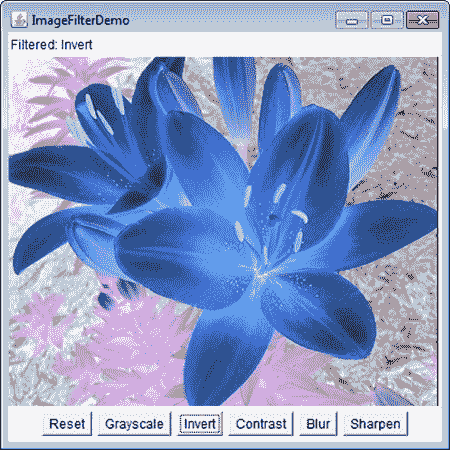 ImageFilterDemo
Filtered: Invert
Reset Grayscale Invert Contrast Blur Sharpen